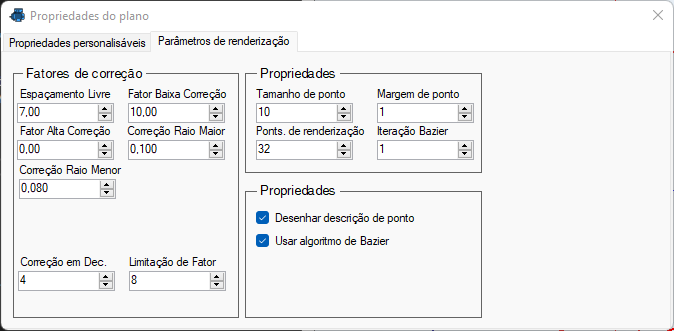 Propriedades do plano
Propriedades personalisáveis
Parâmetros de renderização
Fatores de correção
Espaçamento Livre
Fator Baixa Correção
7,00
10,00
Fator Alta Correção
Correção Raio Maior
0,00
0,100
Correção Raio Menor
0,080
Correção em Dec.
Limitação de Fator
4
8
Propriedades
Tamanho de ponto
Margem de ponto
10
1
Ponts. de renderização
Iteração Bazier
32
1
Propriedades
Desenhar descrição de ponto
Usar algoritmo de Bazier